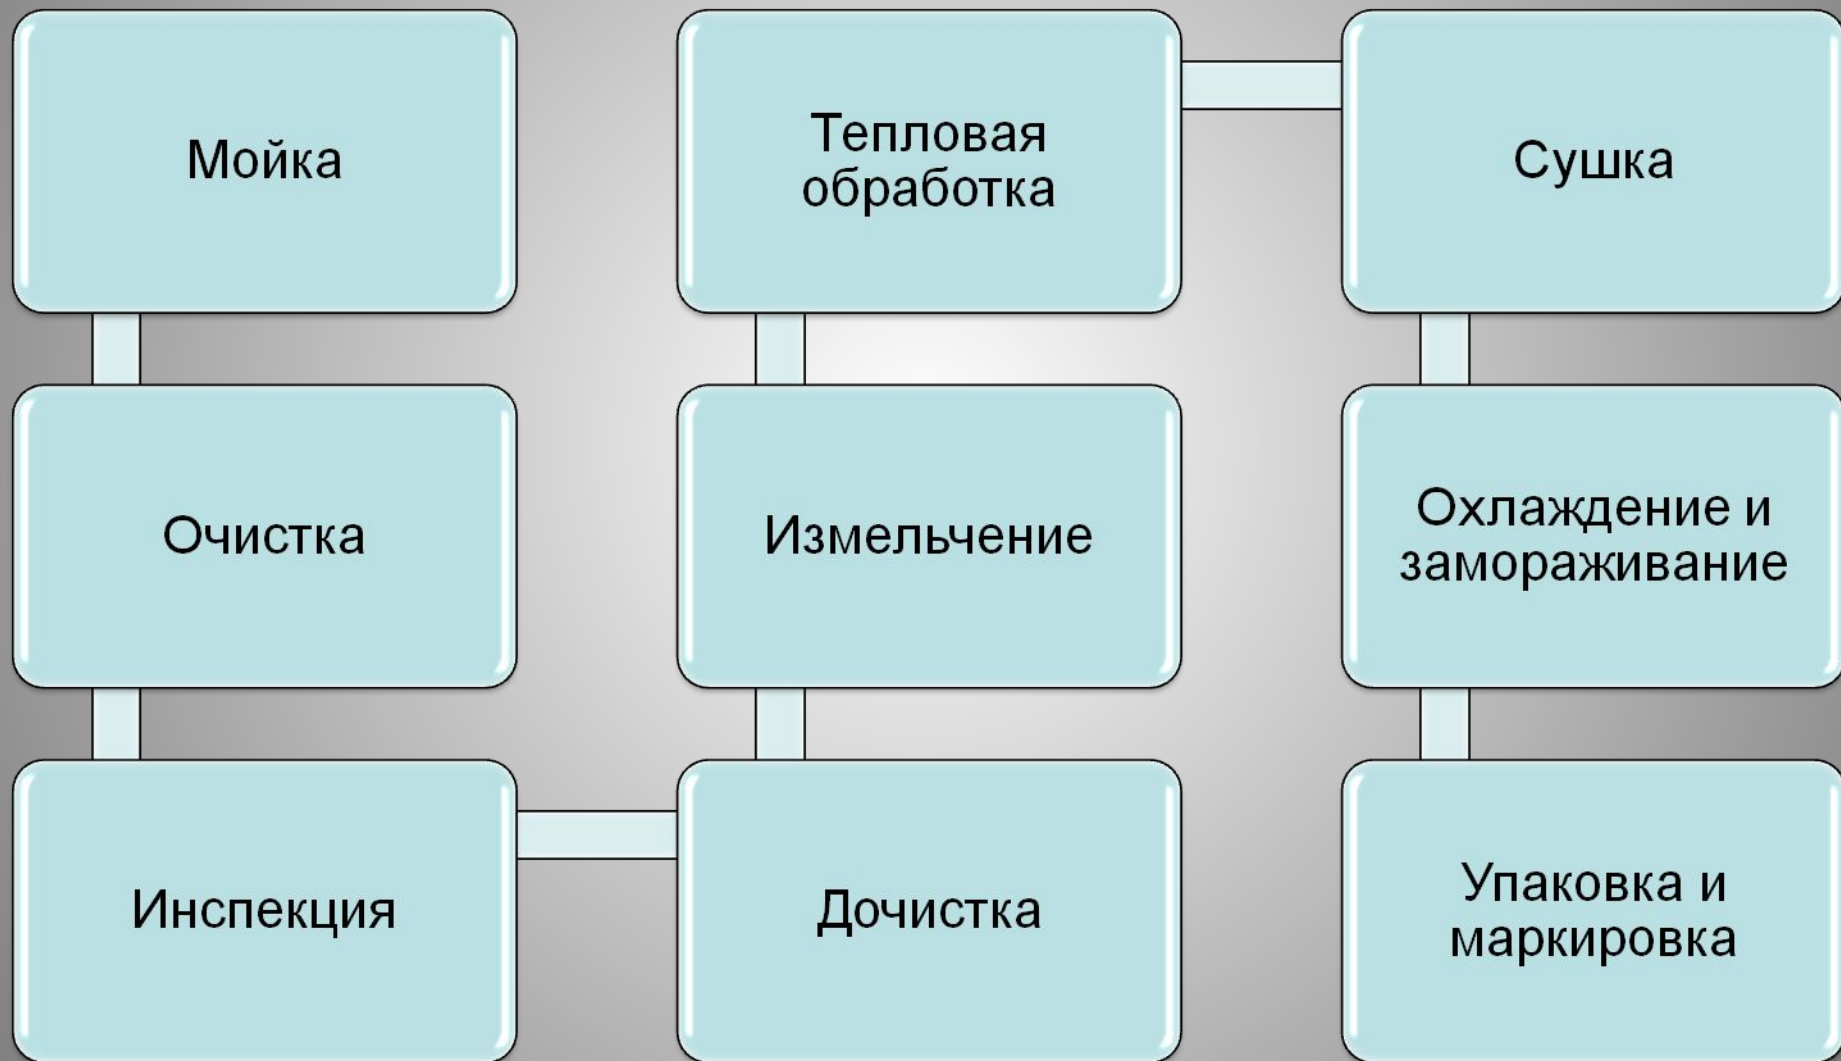 Мойка
Очистка
Инспекция
Дочистка
Измельчение
Тепловая
обработка
Сушка
Охлаждение и
замораживание
Упаковка и
маркировка